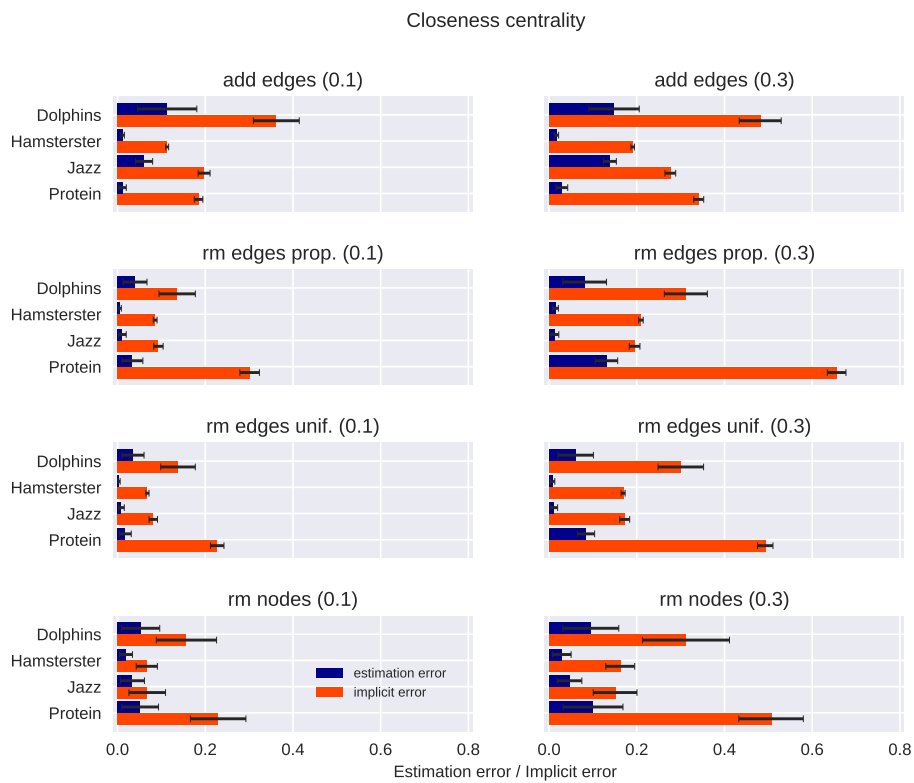 Closeness centrality
add edges (0.1)
add edges (0.3)
Dolphins
Hamsterster
Jazz
Protein
rm edges prop. (0.1)
rm edges prop. (0.3)
Dolphins
Hamsterster
Jazz
Protein
rm edges unif. (0.1)
rm edges unif. (0.3)
Dolphins
Hamsterster
Jazz
Protein
rm nodes (0.1)
rm nodes (0.3)
Dolphins
Hamsterster
Jazz
Protein
estimation error
implicit error
0.0 0.2 0.4 0.6 0.8
0.0 0.2 0.4 0.6 0.8
Estimation error / Implicit error